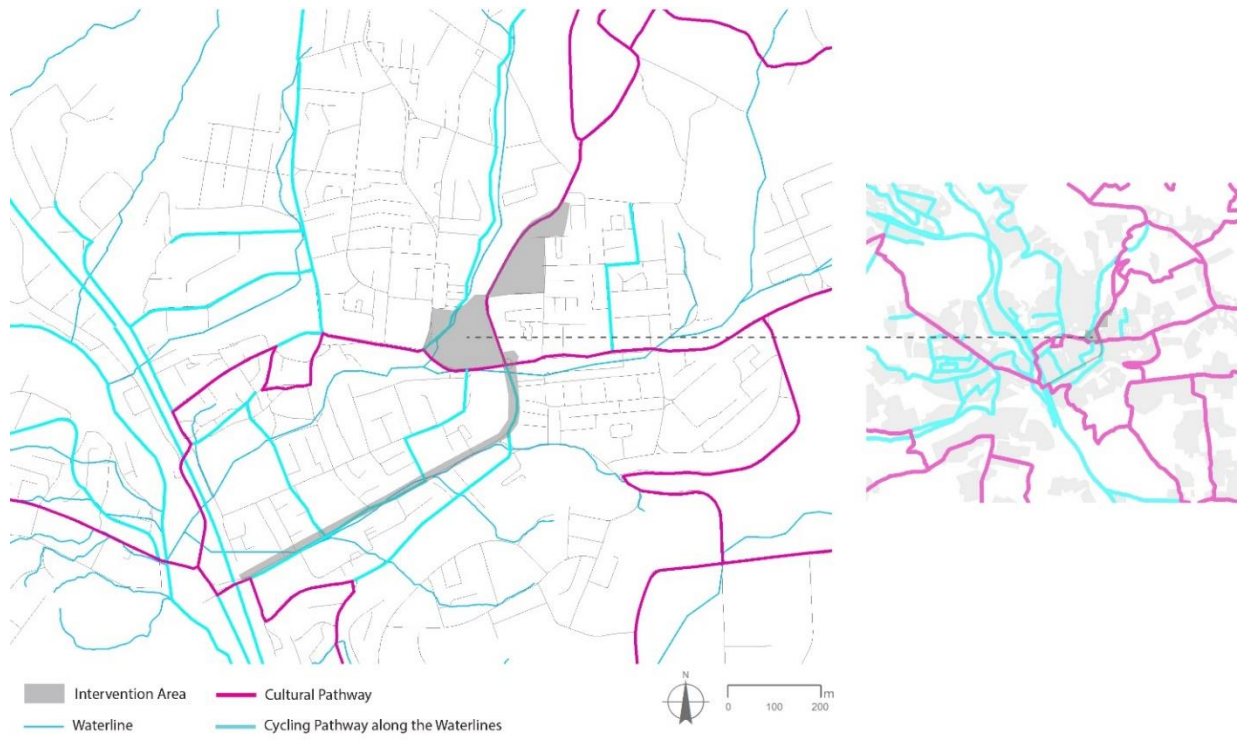 Intervention Area
Cultural Pathway
Waterline
Cycling Pathway along the Waterlines
N
m
0 100 200